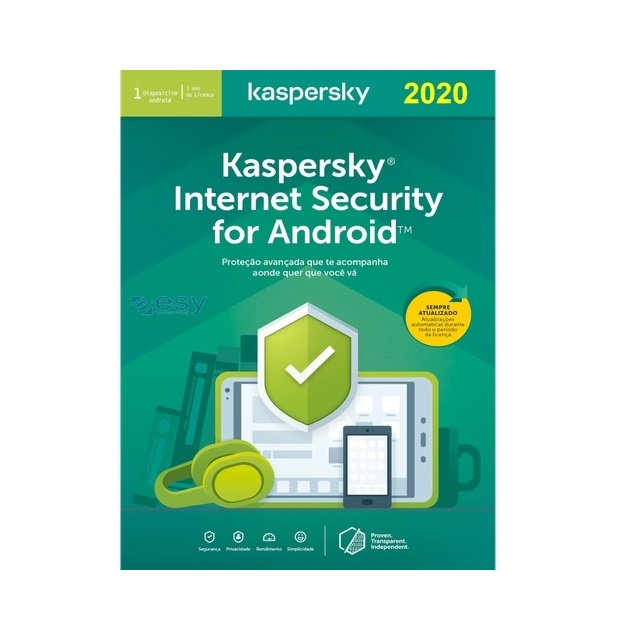 1 Dispositivo Android
1 ano de licença
kaspersky
2020
Kaspersky®
Internet Security
for Android™
Proteção avançada que te acompanha
aonde quer que você vá
esy
SEMPRE
ATUALIZADO
Atualizações
automáticas durante
todo o período
da licença
Segurança
Privacidade
Rendimento
Simplicidade
Proven.
Transparent.
Independent.